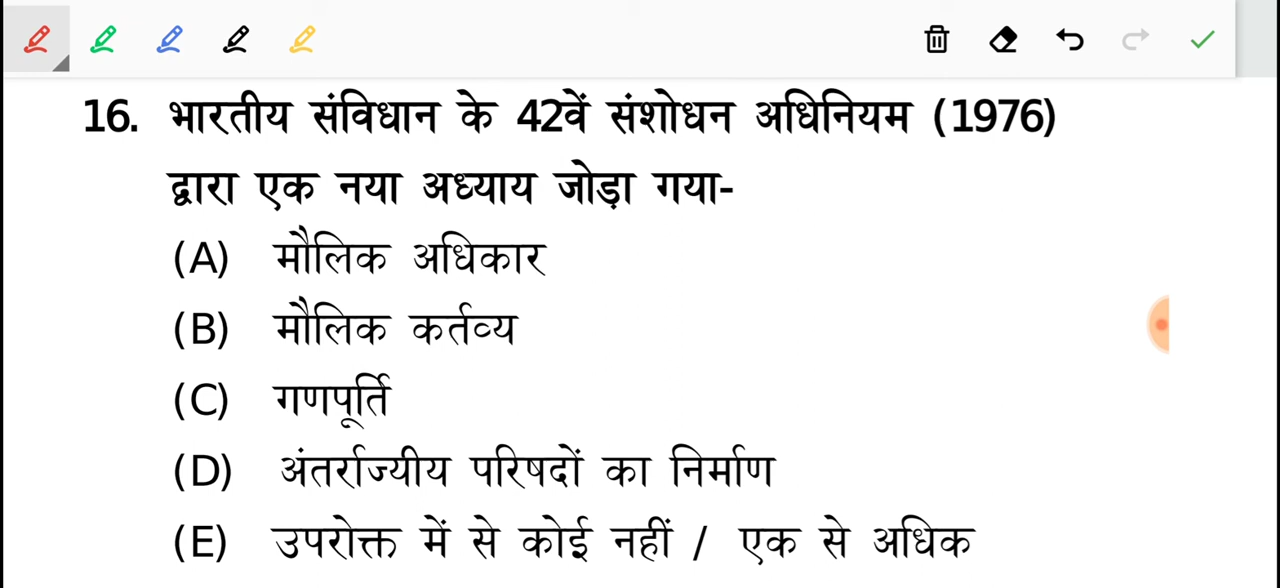 16. भारतीय संविधान के 42वें संशोधन अधिनियम (1976)
द्वारा एक नया अध्याय जोड़ा गया-
(A) मौलिक अधिकार
(B) मौलिक कर्तव्य
(C) गणपूर्ति
(D) अंतर्राज्यीय परिषदों का निर्माण
(E) उपरोक्त में से कोई नहीं / एक से अधिक